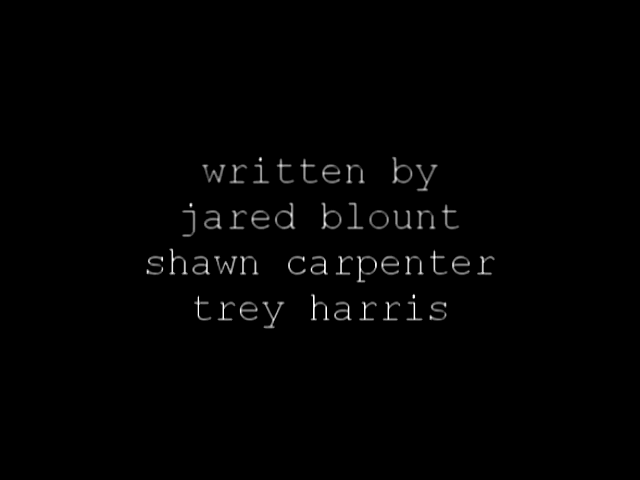 written by
jared blount
shawn carpenter
trey harris